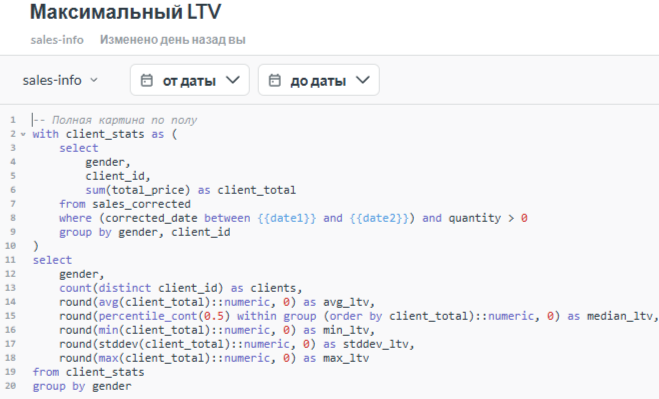 Максимальный LTV
sales-info Изменено день назад вы
sales-info от даты до даты
1 -- Полная картина по полу
2 with client_stats as (
3 select
4 gender,
5 client_id,
6 sum(total_price) as client_total
7 from sales_corrected
8 where (corrected_date between {{date1}} and {{date2}}) and quantity > 0
9 group by gender, client_id
10 )
11 select
12 gender,
13 count(distinct client_id) as clients,
14 round(avg(client_total)::numeric, 0) as avg_ltv,
15 round(percentile_cont(0.5) within group (order by client_total)::numeric, 0) as median_ltv,
16 round(min(client_total)::numeric, 0) as min_ltv,
17 round(stddev(client_total)::numeric, 0) as stddev_ltv,
18 round(max(client_total)::numeric, 0) as max_ltv
19 from client_stats
20 group by gender